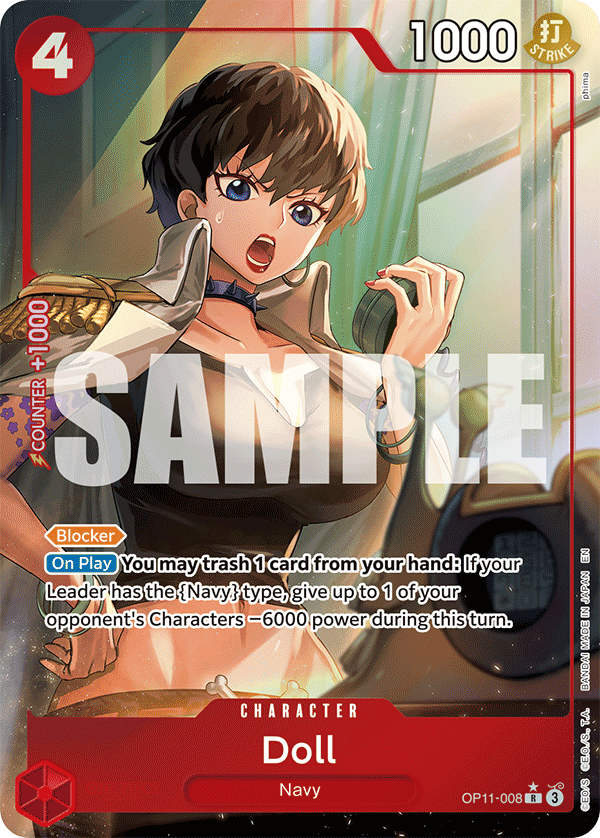 4
1000
打
STRIKE
phima
COUNTER +1000
SAMPLE
Blocker
On Play You may trash 1 card from your hand: If your
Leader has the {Navy} type, give up to 1 of your
opponent's Characters −6000 power during this turn.
CHARACTER
Doll
Navy
OP11-008 R 3
©E.O/S ©E.O./S., T.A. BANDAI MADE IN JAPAN EN